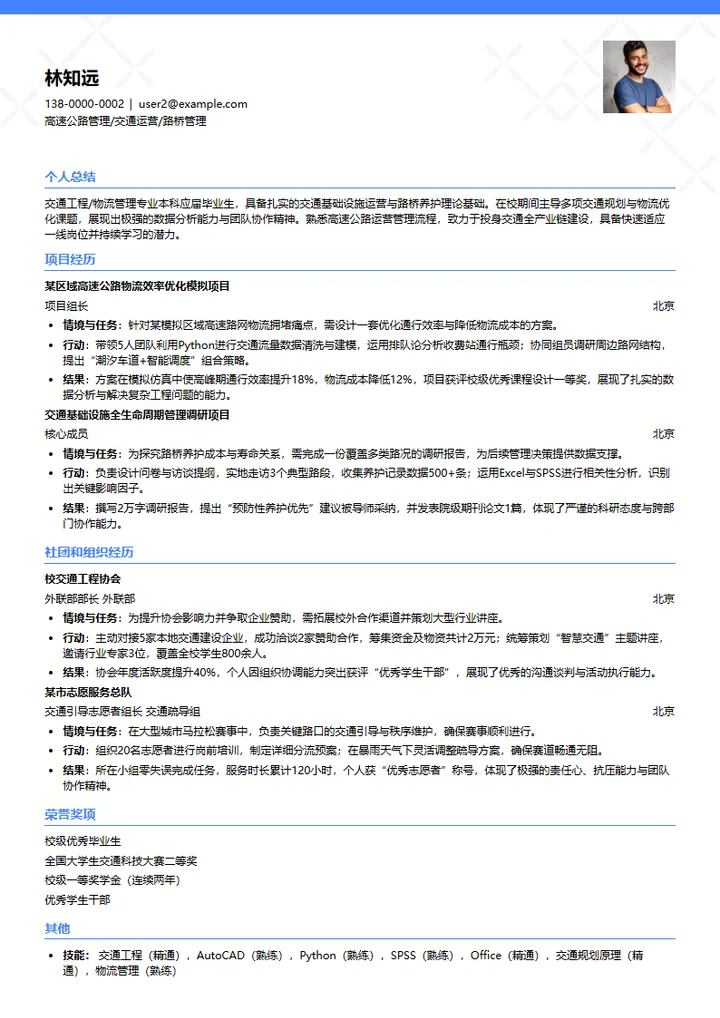 林知远
138-0000-0002 | user2@example.com
高速公路管理/交通运营/路桥管理
个人总结
交通工程/物流管理专业本科应届毕业生，具备扎实的交通基础设施运营与路桥养护理论基础。在校期间主导多项交通规划与物流优
化课题，展现出极强的数据分析能力与团队协作精神。熟悉高速公路运营管理流程，致力于投身交通全产业链建设，具备快速适应
一线岗位并持续学习的潜力。
项目经历
某区域高速公路物流效率优化模拟项目
项目组长 北京
• 情境与任务：针对某模拟区域高速路网物流拥堵痛点，需设计一套优化通行效率与降低物流成本的方案。
• 行动：带领5人团队利用Python进行交通流量数据清洗与建模，运用排队论分析收费站通行瓶颈；协同组员调研周边路网结构，
提出“潮汐车道+智能调度”组合策略。
• 结果：方案在模拟仿真中使高峰期通行效率提升18%，物流成本降低12%，项目获评校级优秀课程设计一等奖，展现了扎实的数
据分析与解决复杂工程问题的能力。
交通基础设施全生命周期管理调研项目
核心成员 北京
• 情境与任务：为探究路桥养护成本与寿命关系，需完成一份覆盖多类路况的调研报告，为后续管理决策提供数据支撑。
• 行动：负责设计问卷与访谈提纲，实地走访3个典型路段，收集养护记录数据500+条；运用Excel与SPSS进行相关性分析，识别
出关键影响因子。
• 结果：撰写2万字调研报告，提出“预防性养护优先”建议被导师采纳，并发表院级期刊论文1篇，体现了严谨的科研态度与跨部
门协作能力。
社团和组织经历
校交通工程协会
外联部部长 外联部 北京
• 情境与任务：为提升协会影响力并争取企业赞助，需拓展校外合作渠道并策划大型行业讲座。
• 行动：主动对接5家本地交通建设企业，成功洽谈2家赞助合作，筹集资金及物资共计2万元；统筹策划“智慧交通”主题讲座，
邀请行业专家3位，覆盖全校学生800余人。
• 结果：协会年度活跃度提升40%，个人因组织协调能力突出获评“优秀学生干部”，展现了优秀的沟通谈判与活动执行能力。
某市志愿服务总队
交通引导志愿者组长 交通疏导组 北京
• 情境与任务：在大型城市马拉松赛事中，负责关键路口的交通引导与秩序维护，确保赛事顺利进行。
• 行动：组织20名志愿者进行岗前培训，制定详细分流预案；在暴雨天气下灵活调整疏导方案，确保赛道畅通无阻。
• 结果：所在小组零失误完成任务，服务时长累计120小时，个人获“优秀志愿者”称号，体现了极强的责任心、抗压能力与团队
协作精神。
荣誉奖项
校级优秀毕业生
全国大学生交通科技大赛二等奖
校级一等奖学金（连续两年）
优秀学生干部
其他
• 技能： 交通工程（精通）, AutoCAD（熟练）, Python（熟练）, SPSS（熟练）, Office（精通）, 交通规划原理（精
通）, 物流管理（熟练）